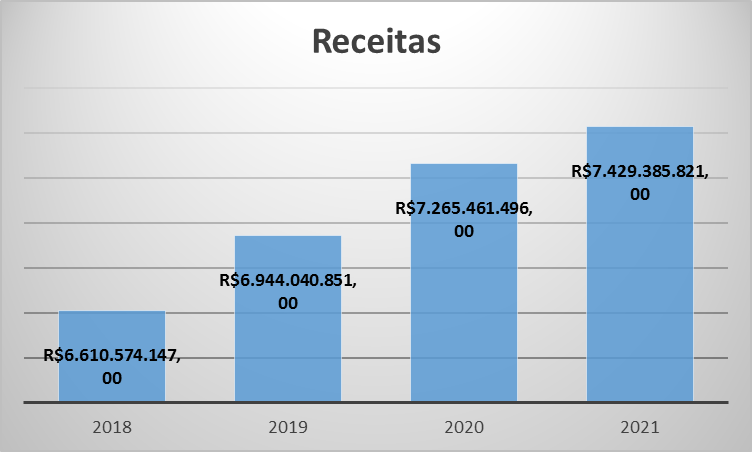 Receitas
R$7.429.385.821,
00
R$7.265.461.496,
00
R$6.944.040.851,
00
R$6.610.574.147,
00
2018
2019
2020
2021